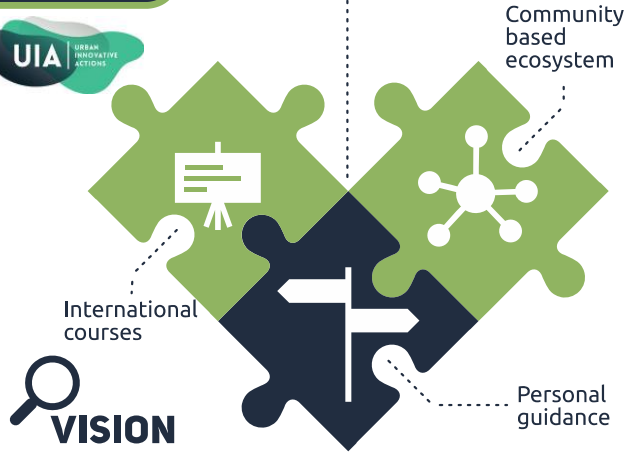 Community
based
ecosystem
UIA
URBAN
INNOVATIVE
ACTIONS
International
courses
Personal
guidance
VISION